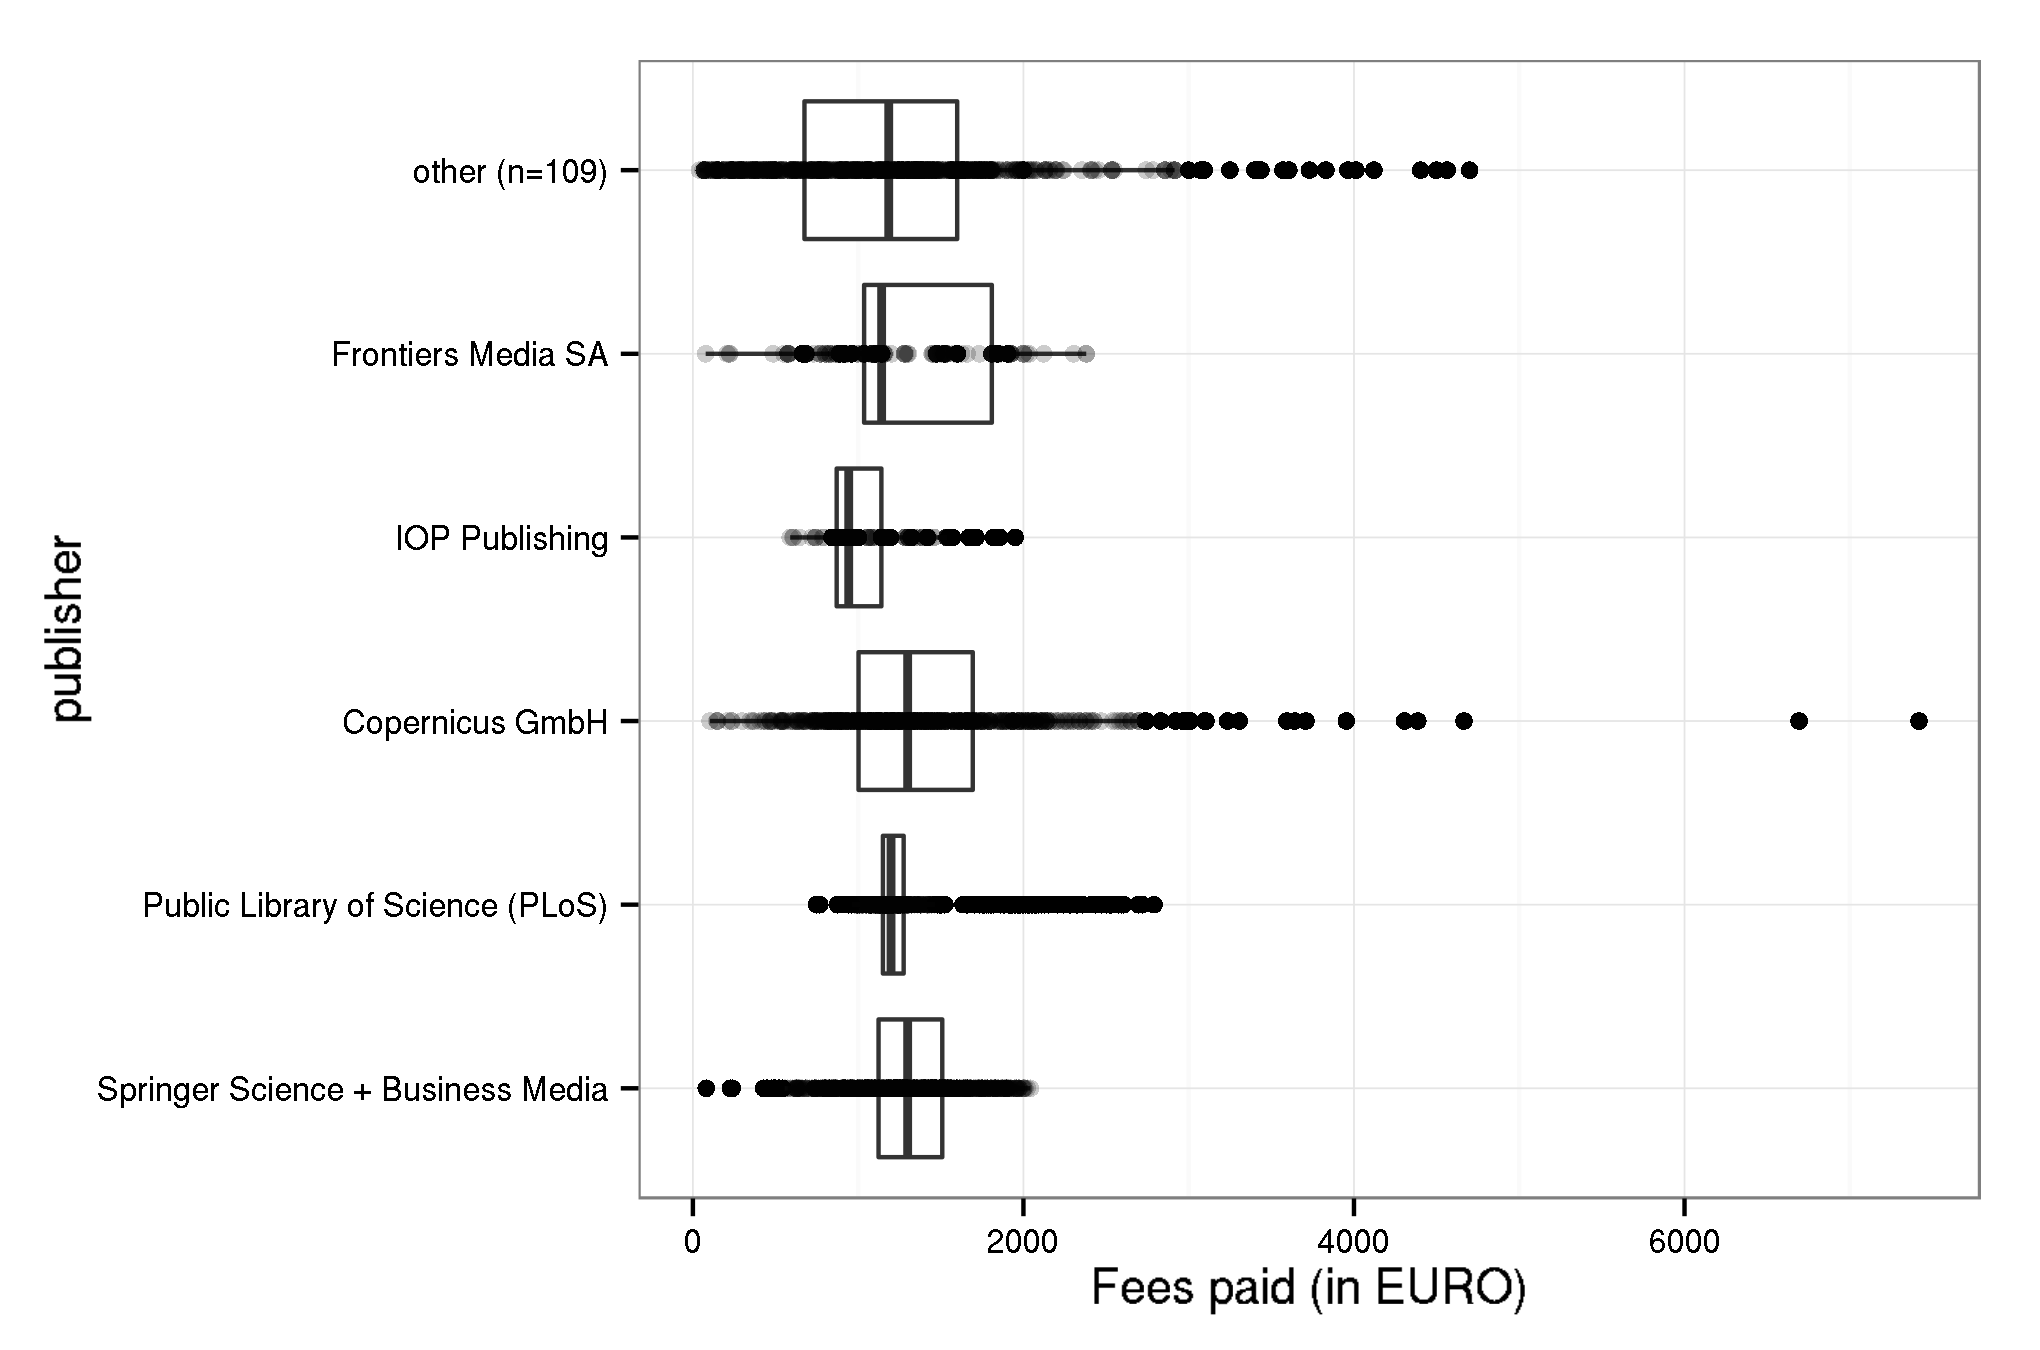 other (n=109)
Frontiers Media SA
IOP Publishing
Copernicus GmbH
Public Library of Science (PLoS)
Springer Science + Business Media
publisher
0 2000 4000 6000
Fees paid (in EURO)